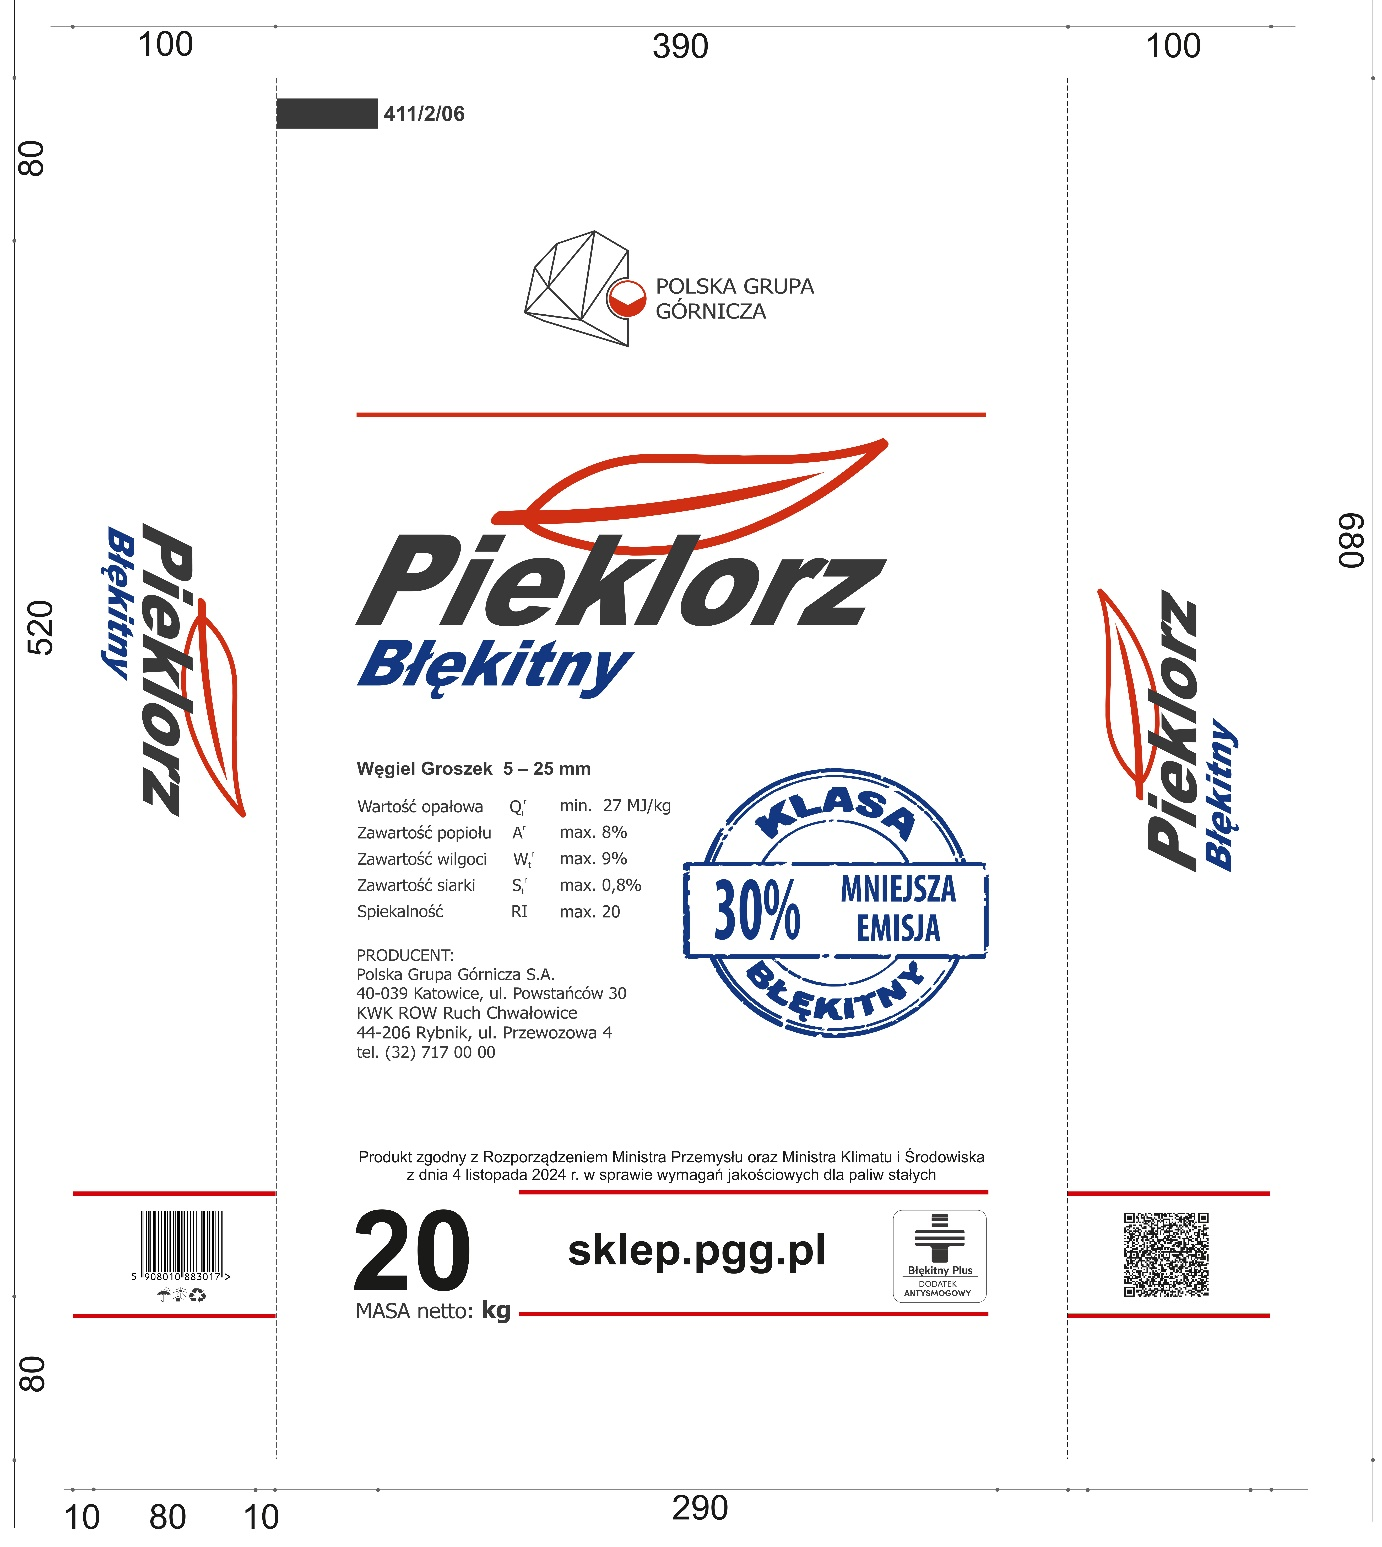 100
390
100
80
411/2/06
POLSKA GRUPA
GÓRNICZA
Pieklorz
Błękitny
Pieklorz
Błękitny
Pieklorz
Błękitny
520
680
Węgiel Groszek 5 – 25 mm
Wartość opałowa Qᵢʳ min. 27 MJ/kg
Zawartość popiołu Aʳ max. 8%
Zawartość wilgoci Wₜʳ max. 9%
Zawartość siarki Sₜʳ max. 0,8%
Spiekalność RI max. 20
KLASA
30% MNIEJSZA
EMISJA
BŁĘKITNY
PRODUCENT:
Polska Grupa Górnicza S.A.
40-039 Katowice, ul. Powstańców 30
KWK ROW Ruch Chwałowice
44-206 Rybnik, ul. Przewozowa 4
tel. (32) 717 00 00
Produkt zgodny z Rozporządzeniem Ministra Przemysłu oraz Ministra Klimatu i Środowiska
z dnia 4 listopada 2024 r. w sprawie wymagań jakościowych dla paliw stałych
5 908010 883017 >
20
MASA netto: kg
sklep.pgg.pl
Błękitny Plus
DODATEK
ANTYSMOGOWY
80
10 80 10
290